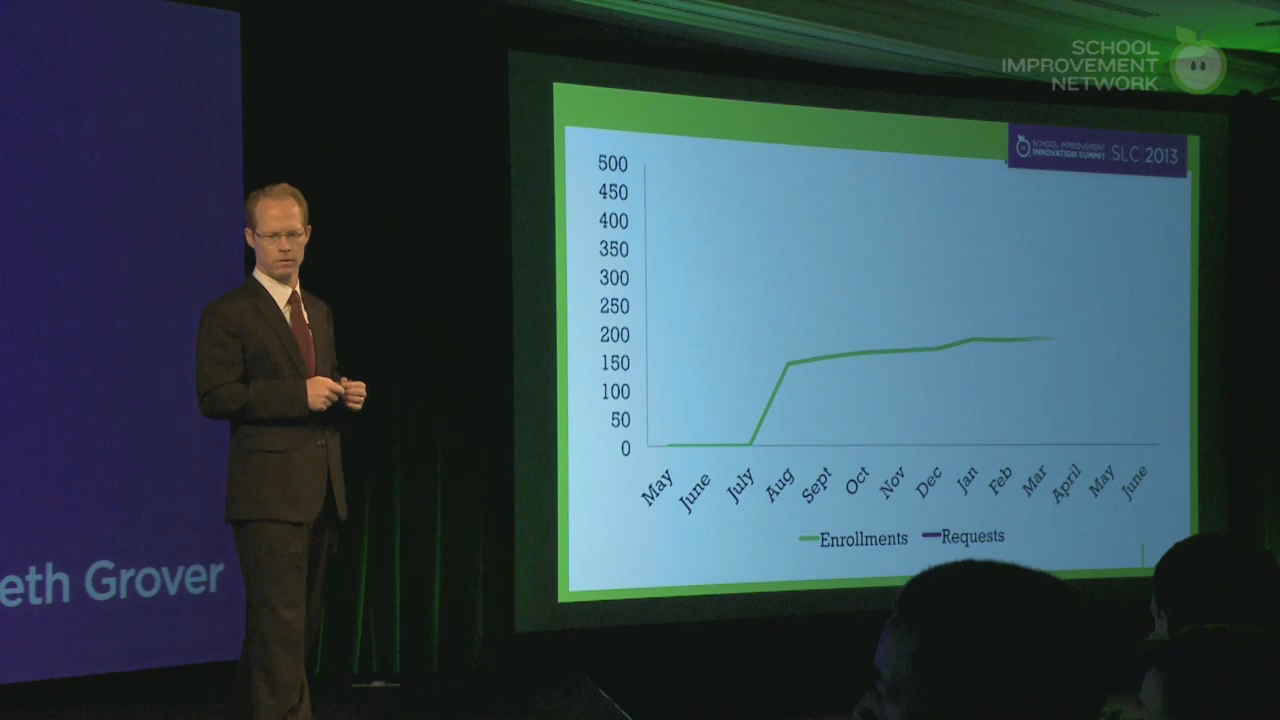 SCHOOL
IMPROVEMENT
NETWORK
SCHOOL IMPROVEMENT
INNOVATION SUMMIT
SLC 2013
500
450
400
350
300
250
200
150
100
50
0
May
June
July
Aug
Sept
Oct
Nov
Dec
Jan
Feb
Mar
April
May
June
Enrollments
Requests
eth Grover